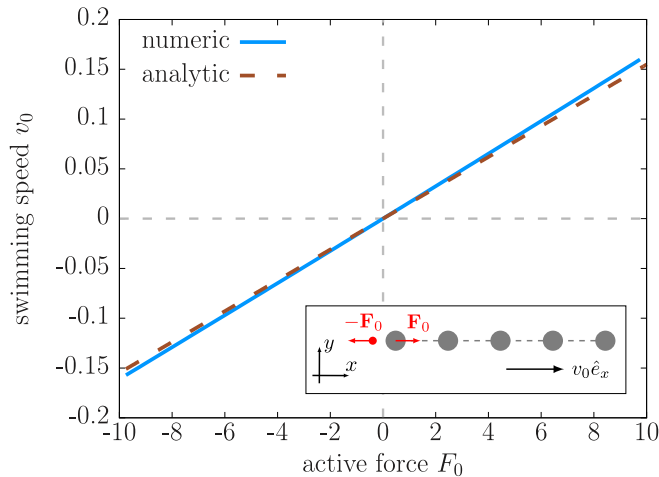 numeric
analytic
swimming speed v₀
0.2
0.15
0.1
0.05
0
-0.05
-0.1
-0.15
-0.2
−F₀ F₀
y
x
v₀ê_x
-10 -8 -6 -4 -2 0 2 4 6 8 10
active force F₀